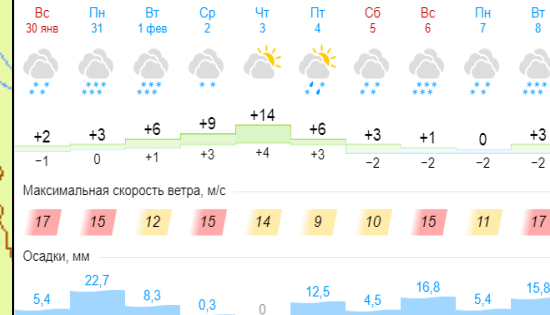 Вс Пн Вт Ср Чт Пт Сб Вс Пн Вт
30 янв 31 1 фев 2 3 4 5 6 7 8
+2 +3 +6 +9 +14 +6 +3 +1 0 +3
−1 0 +1 +3 +4 +3 −2 −2 −2 −2
Максимальная скорость ветра, м/с
17 15 12 15 14 9 10 15 11 17
Осадки, мм
5,4 22,7 8,3 0,3 0 12,5 4,5 16,8 5,4 15,8